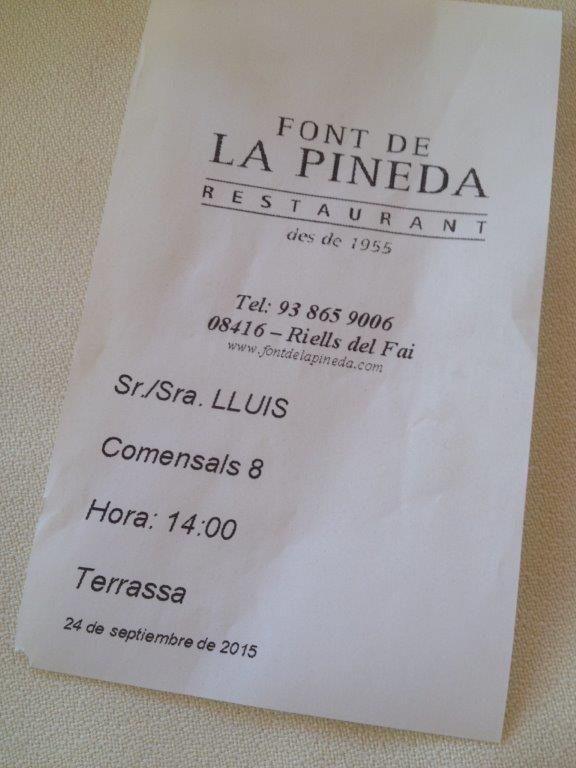 FONT DE
LA PINEDA
RESTAURANT
des de 1955
Tel: 93 865 9006
08416 – Riells del Fai
www.fontdelapineda.com
Sr./Sra. LLUIS
Comensals 8
Hora: 14:00
Terrassa
24 de septiembre de 2015